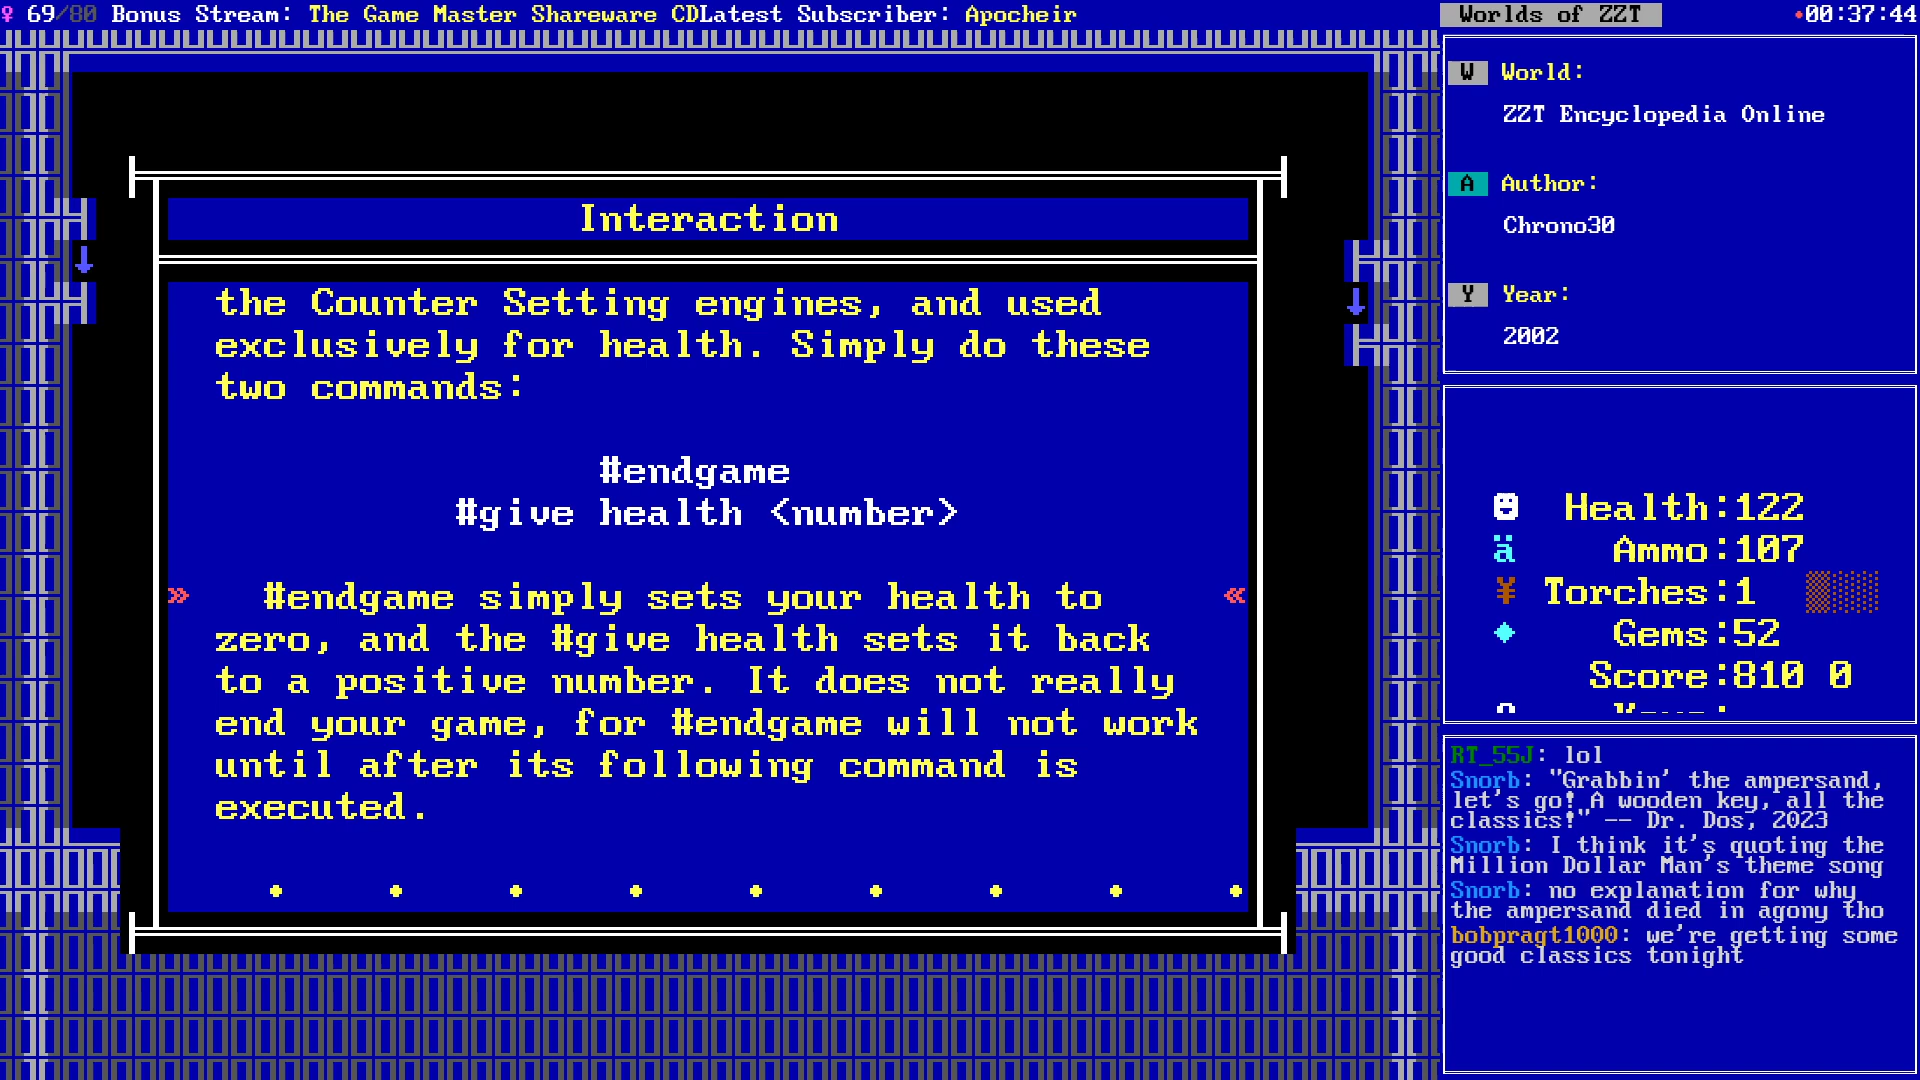 ♀ 69/80 Bonus Stream: The Game Master Shareware CDLatest Subscriber: Apocheir
Worlds of ZZT
•00:37:44
Interaction
the Counter Setting engines, and used
exclusively for health. Simply do these
two commands:
#endgame
#give health <number>
» #endgame simply sets your health to «
zero, and the #give health sets it back
to a positive number. It does not really
end your game, for #endgame will not work
until after its following command is
executed.
W World:
ZZT Encyclopedia Online
A Author:
Chrono30
Y Year:
2002
Health:122
ä Ammo:107
¥ Torches:1
Gems:52
Score:810 0
RT_55J: lol
Snorb: "Grabbin' the ampersand,
let's go! A wooden key, all the
classics!" -- Dr. Dos, 2023
Snorb: I think it's quoting the
Million Dollar Man's theme song
Snorb: no explanation for why
the ampersand died in agony tho
bobpragt1000: we're getting some
good classics tonight